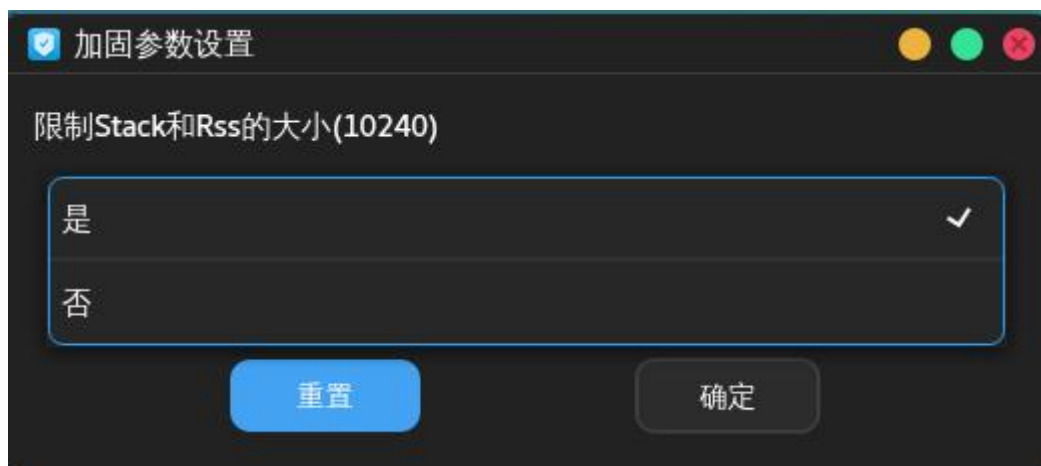 加固参数设置
限制Stack和Rss的大小(10240)
是
否
重置
确定